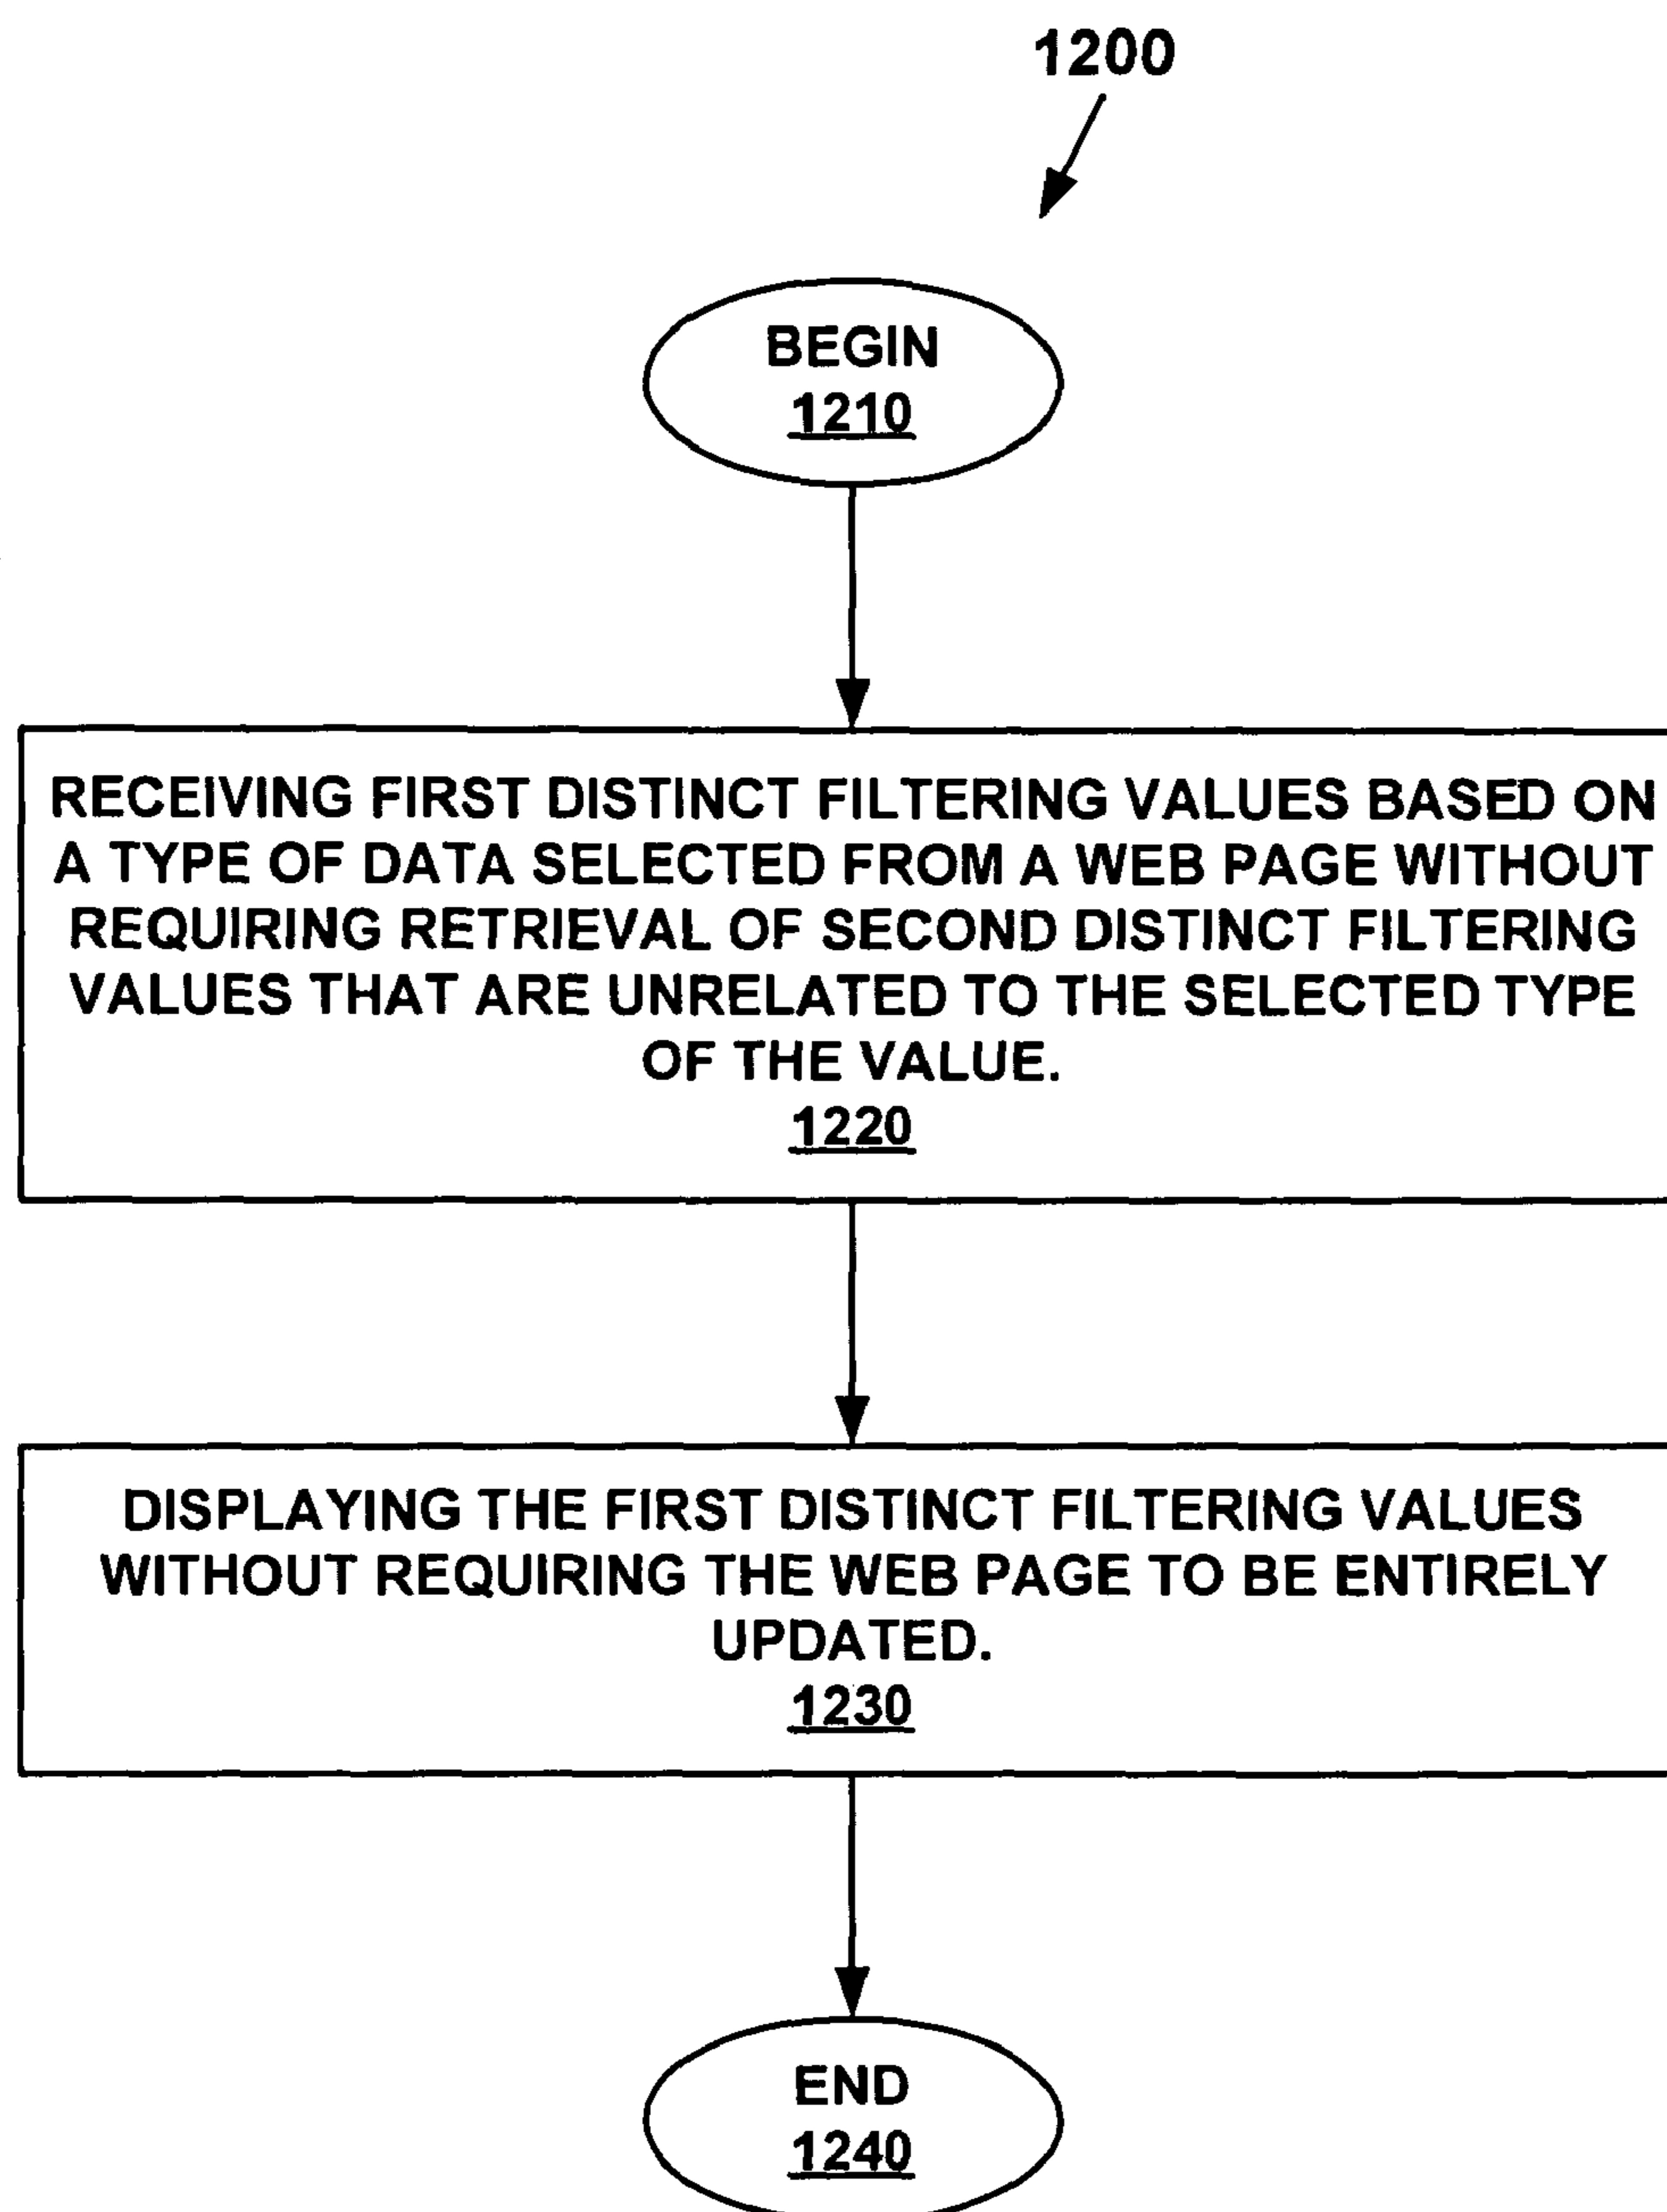 1200
BEGIN
1210
RECEIVING FIRST DISTINCT FILTERING VALUES BASED ON
A TYPE OF DATA SELECTED FROM A WEB PAGE WITHOUT
REQUIRING RETRIEVAL OF SECOND DISTINCT FILTERING
VALUES THAT ARE UNRELATED TO THE SELECTED TYPE
OF THE VALUE.
1220
DISPLAYING THE FIRST DISTINCT FILTERING VALUES
WITHOUT REQUIRING THE WEB PAGE TO BE ENTIRELY
UPDATED.
1230
END
1240